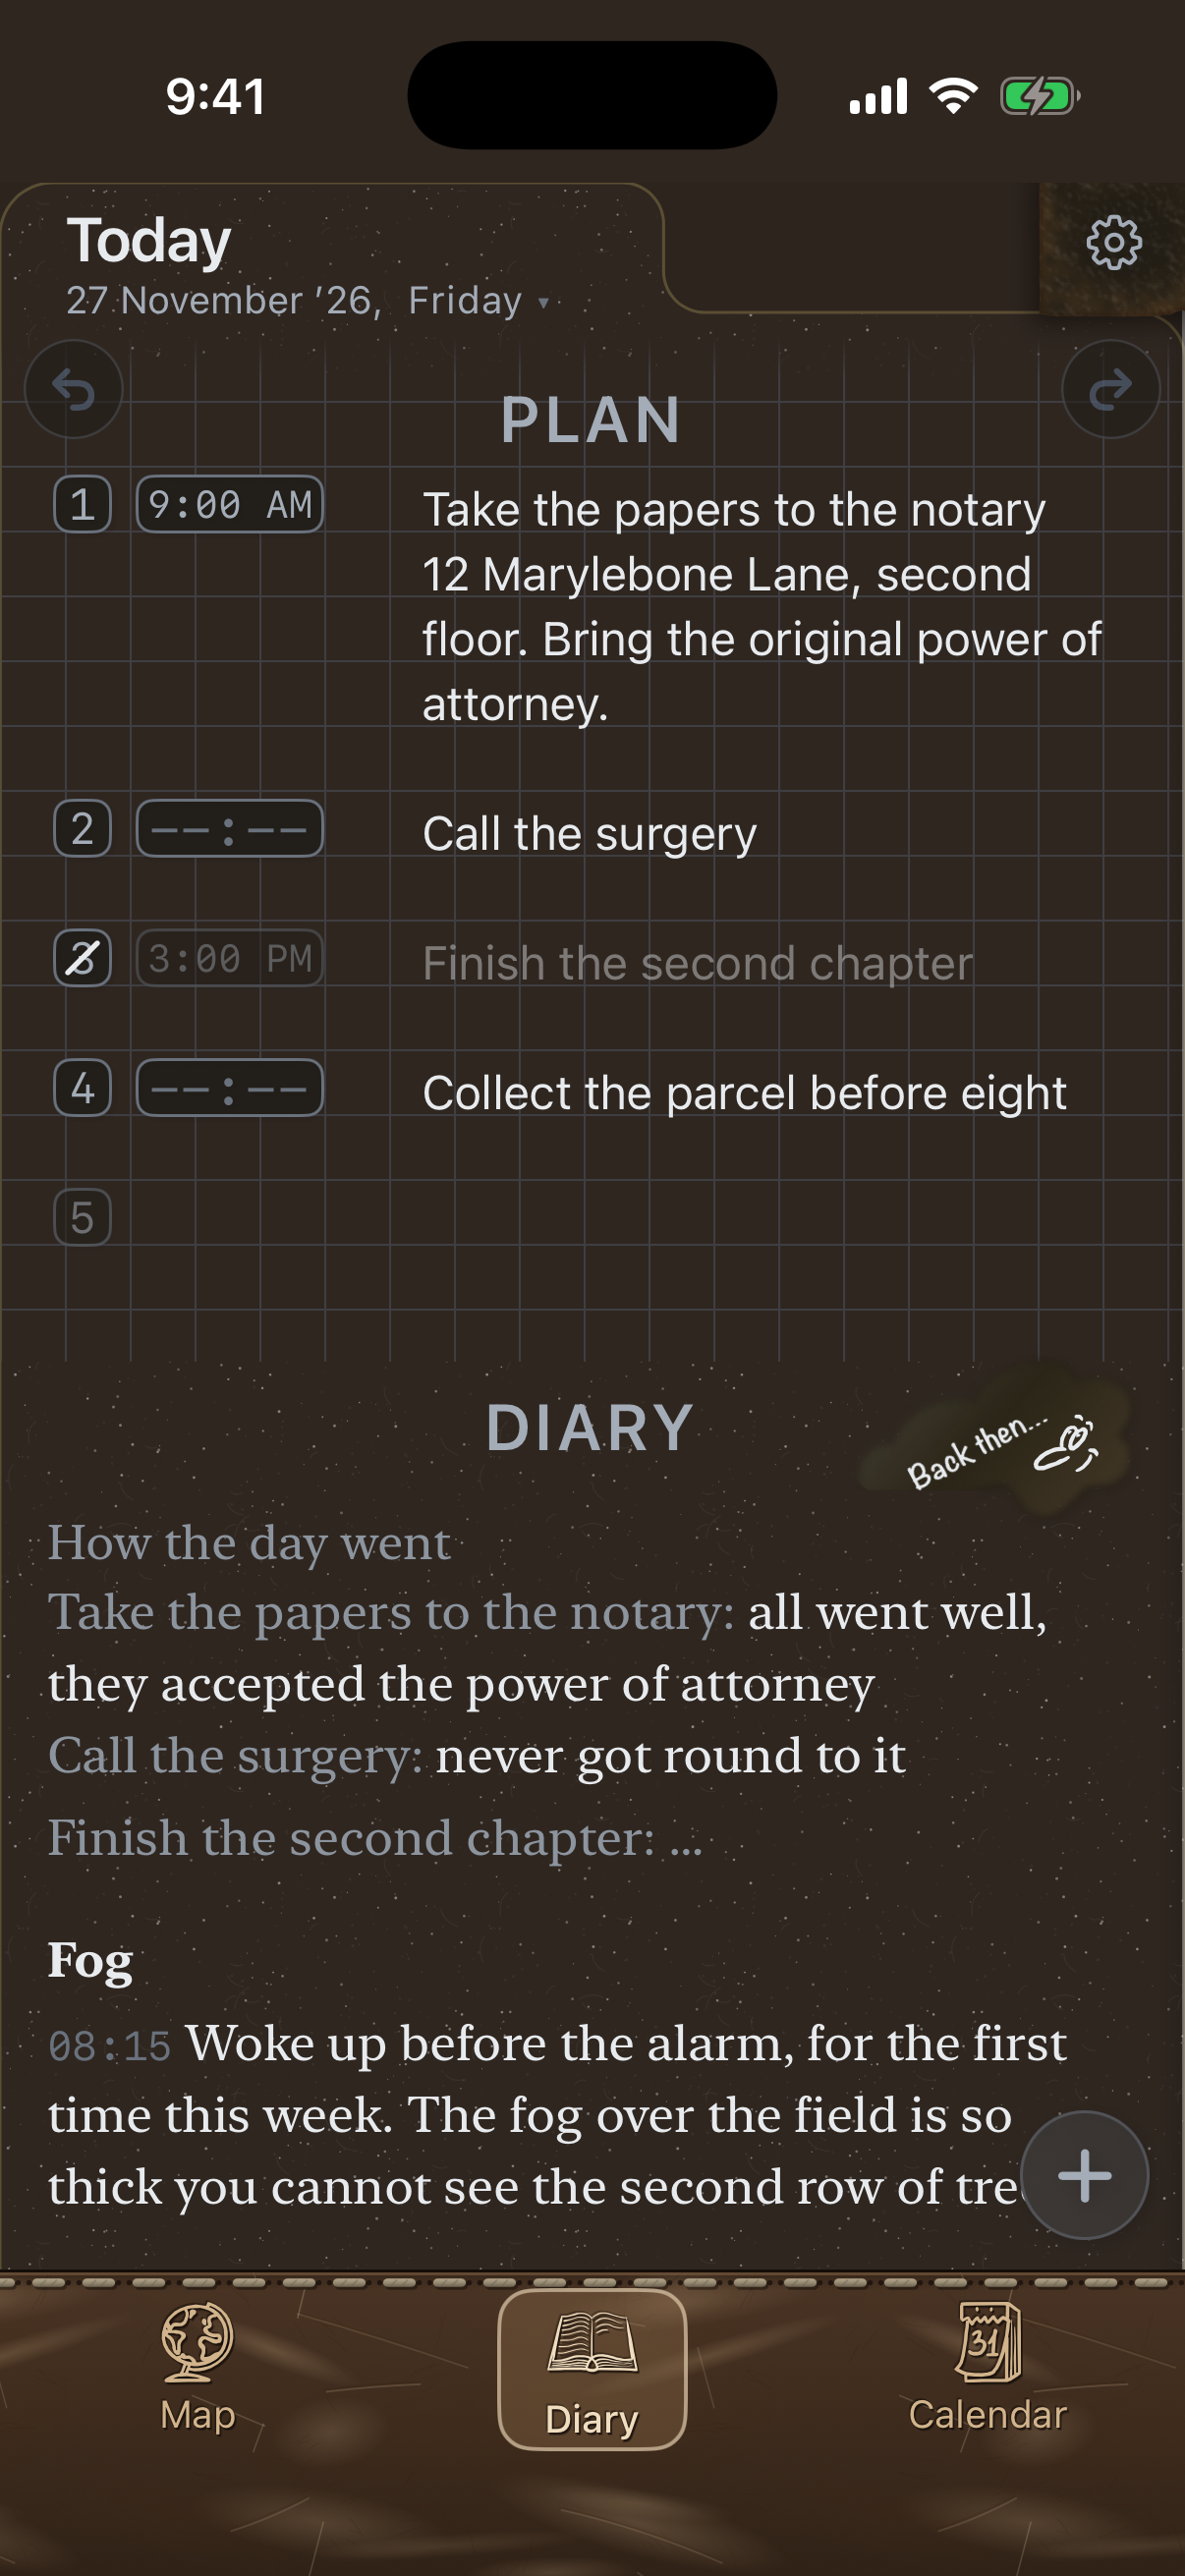 9:41
Today
27 November ’26, Friday ▾
PLAN
1 9:00 AM Take the papers to the notary
12 Marylebone Lane, second
floor. Bring the original power of
attorney.
2 --:-- Call the surgery
3 3:00 PM Finish the second chapter
4 --:-- Collect the parcel before eight
5
DIARY
Back then...
How the day went
Take the papers to the notary: all went well,
they accepted the power of attorney
Call the surgery: never got round to it
Finish the second chapter: ...
Fog
08:15 Woke up before the alarm, for the first
time this week. The fog over the field is so
thick you cannot see the second row of
31
Map
Diary
Calendar